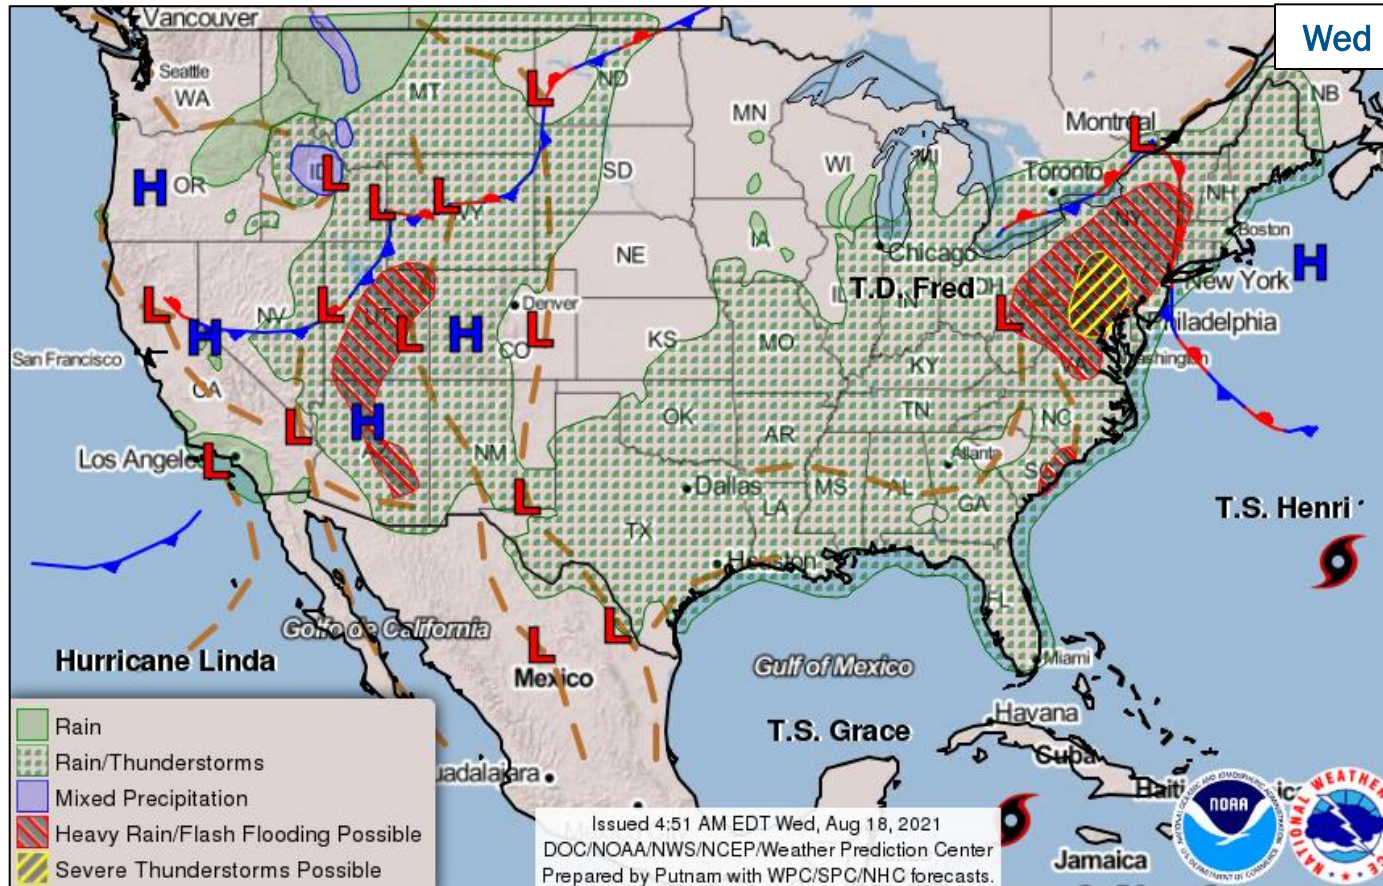 Wed
Vancouver
Seattle
WA
MT
ND
MN
Montréal
NB
OR
ID
L
H
SD
WI
MI
Toronto
NH
NY
WY
IA
NE
Chicago
Boston
T.D. Fred
OH
New York
NV
UT
Denver
CO
IL
IN
Philadelphia
San Francisco
CA
KS
MO
KY
VA
Washington
OK
TN
NC
AZ
NM
AR
Atlanta
SC
Los Angeles
Dallas
MS
AL
GA
LA
TX
T.S. Henri
Houston
FL
Golfo de California
Hurricane Linda
Miami
Gulf of Mexico
Mexico
Havana
T.S. Grace
Cuba
Haiti
Jamaica
Rain
Rain/Thunderstorms
Mixed Precipitation
Heavy Rain/Flash Flooding Possible
Severe Thunderstorms Possible
Issued 4:51 AM EDT Wed, Aug 18, 2021
DOC/NOAA/NWS/NCEP/Weather Prediction Center
Prepared by Putnam with WPC/SPC/NHC forecasts.
NOAA
NATIONAL WEATHER